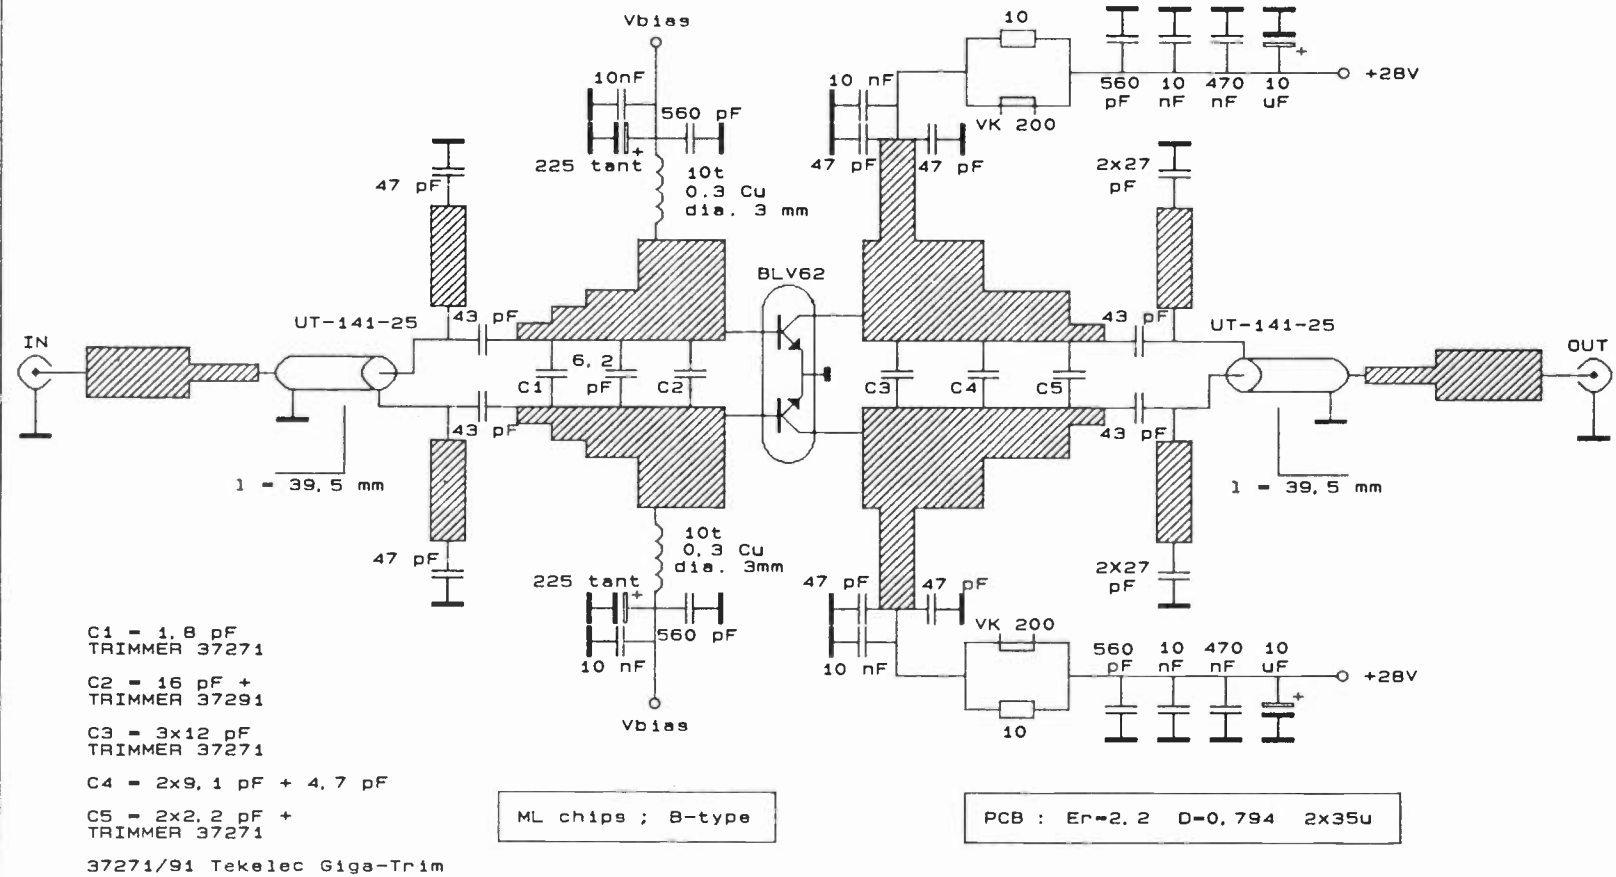 Vbias
10nF
560 pF
225 tant
+
10t
0.3 Cu
dia. 3 mm
47 pF
10
10 nF
560 pF
10 nF
470 nF
10 uF
+
+28V
VK 200
47 pF
47 pF
2x27 pF
BLV62
IN
UT-141-25
43 pF
43 pF
UT-141-25
OUT
C1
6,2 pF
C2
C3
C4
C5
43 pF
43 pF
l = 39,5 mm
l = 39,5 mm
47 pF
10t
0,3 Cu
dia. 3mm
225 tant
+
560 pF
10 nF
Vbias
47 pF
47 pF
10 nF
VK 200
10
2X27 pF
560 pF
10 nF
470 nF
10 uF
+
+28V
C1 = 1,8 pF
TRIMMER 37271
C2 = 16 pF +
TRIMMER 37291
C3 = 3x12 pF
TRIMMER 37271
C4 = 2x9,1 pF + 4,7 pF
C5 = 2x2,2 pF +
TRIMMER 37271
37271/91 Tekelec Giga-Trim
ML chips ; B-type
PCB : Er=2,2 D=0,794 2x35u